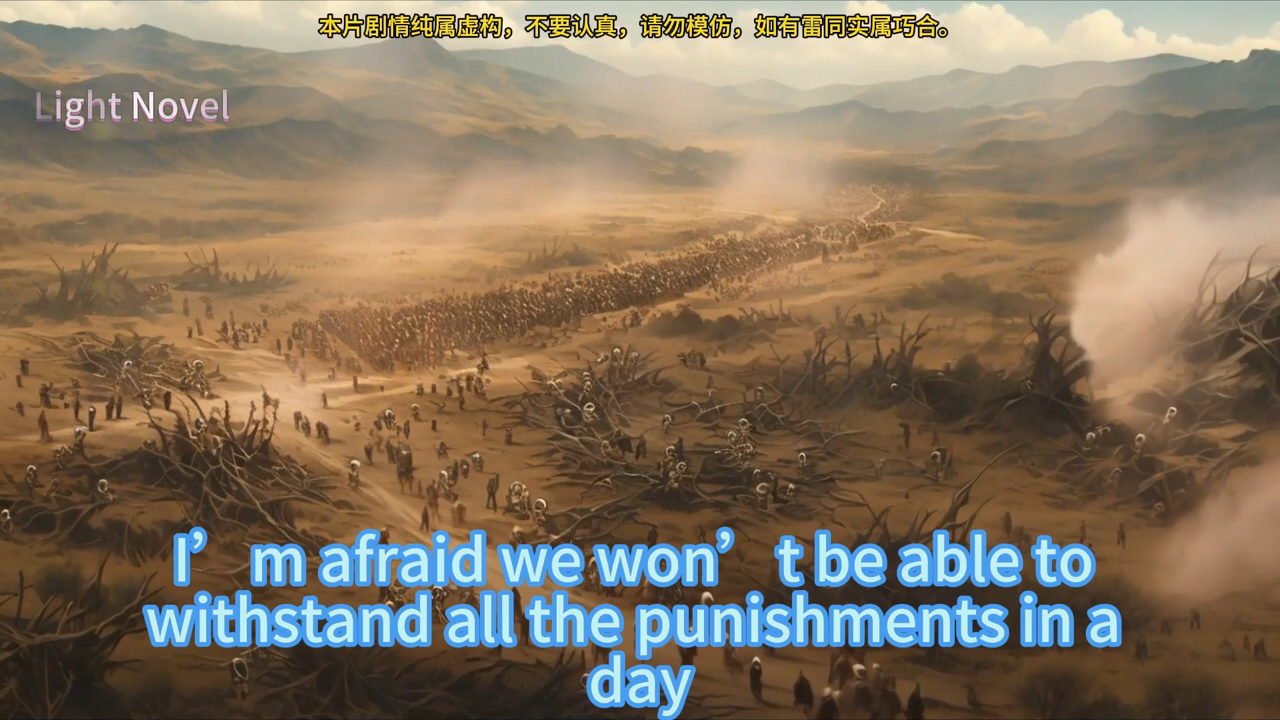 本片剧情纯属虚构，不要认真，请勿模仿，如有雷同实属巧合。
Light Novel
I’m afraid we won’t be able to
withstand all the punishments in a
day